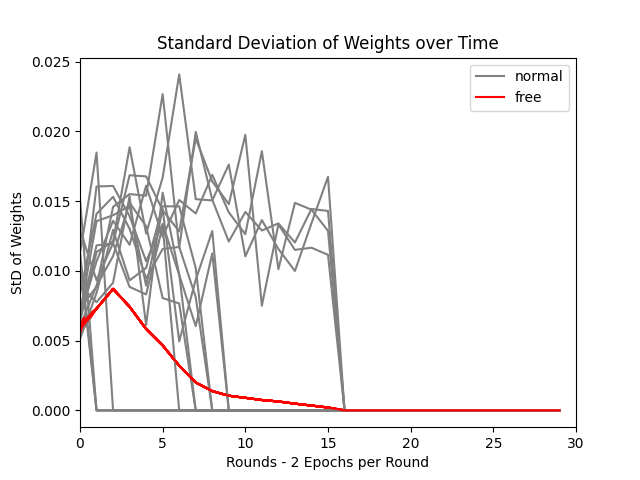 Standard Deviation of Weights over Time
normal
free
StD of Weights
0.025
0.020
0.015
0.010
0.005
0.000
0 5 10 15 20 25 30
Rounds - 2 Epochs per Round